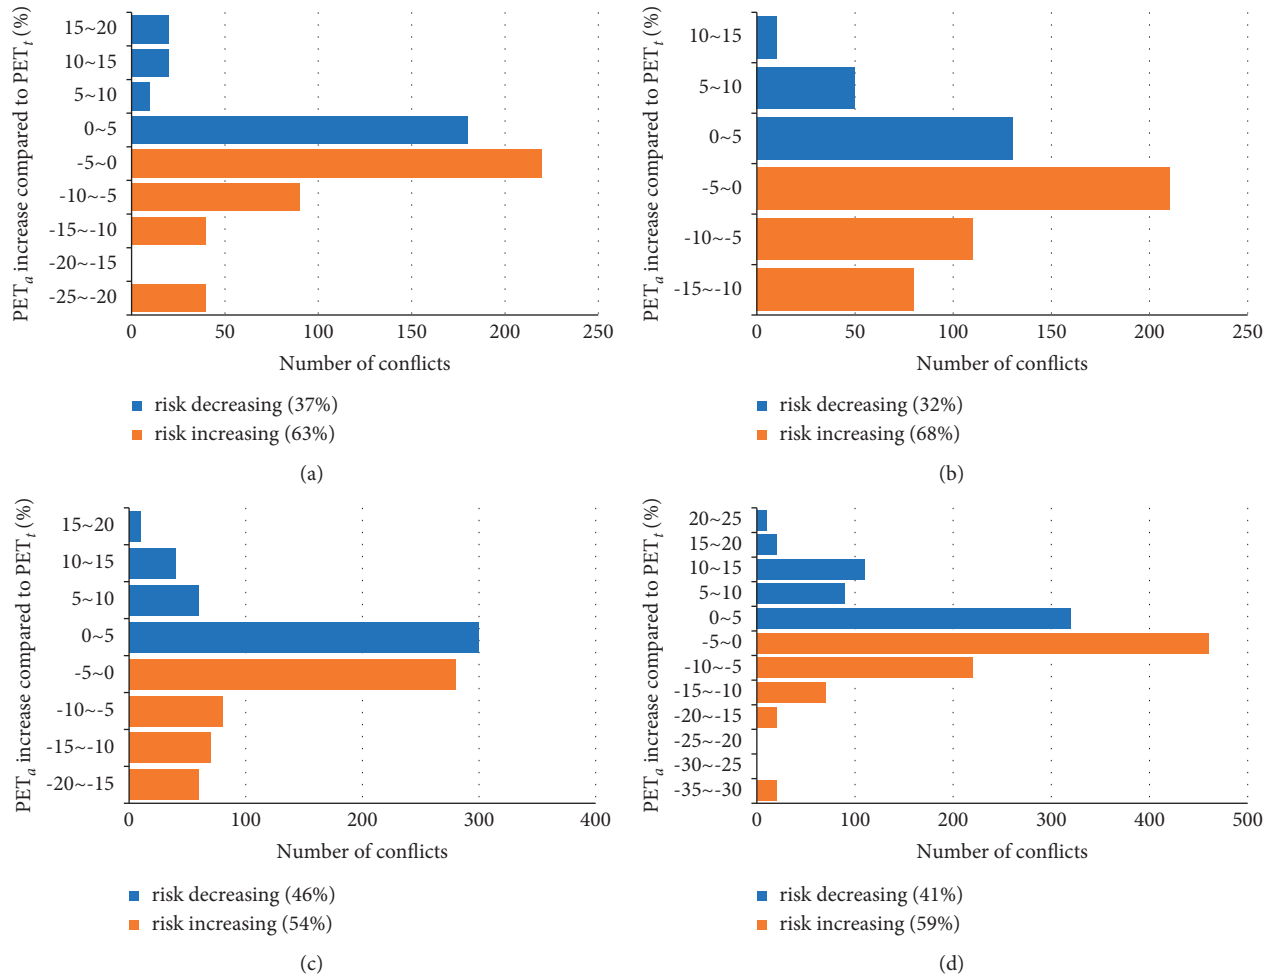 PETa increase compared to PETt (%)
15~20
10~15
5~10
0~5
-5~0
-10~-5
-15~-10
-20~-15
-25~-20
0 50 100 150 200 250
Number of conflicts
risk decreasing (37%)
risk increasing (63%)
(a)
PETa increase compared to PETt (%)
10~15
5~10
0~5
-5~0
-10~-5
-15~-10
0 50 100 150 200 250
Number of conflicts
risk decreasing (32%)
risk increasing (68%)
(b)
PETa increase compared to PETt (%)
15~20
10~15
5~10
0~5
-5~0
-10~-5
-15~-10
-20~-15
0 100 200 300 400
Number of conflicts
risk decreasing (46%)
risk increasing (54%)
(c)
PETa increase compared to PETt (%)
20~25
15~20
10~15
5~10
0~5
-5~0
-10~-5
-15~-10
-20~-15
-25~-20
-30~-25
-35~-30
0 100 200 300 400 500
Number of conflicts
risk decreasing (41%)
risk increasing (59%)
(d)